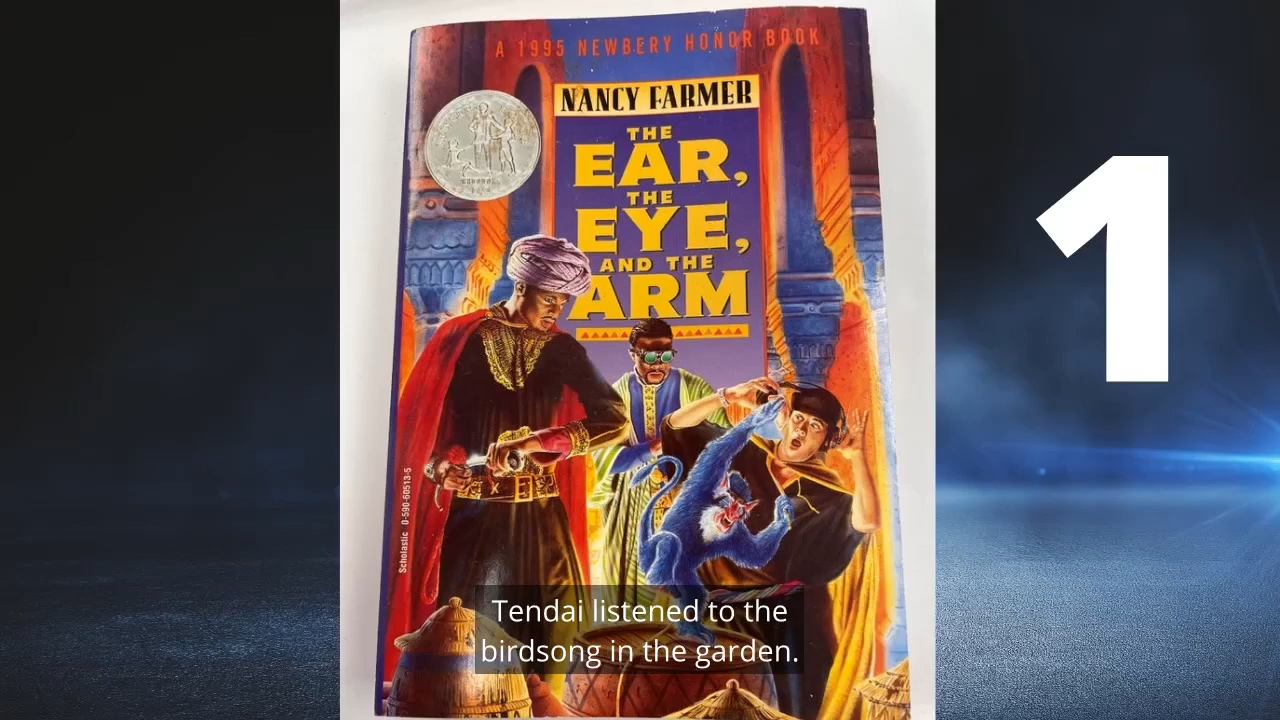 A 1995 NEWBERY HONOR BOOK
NANCY FARMER
THE
EAR,
THE
EYE,
AND THE
ARM
1
Scholastic 0-590-60513-5
Tendai listened to the
birdsong in the garden.